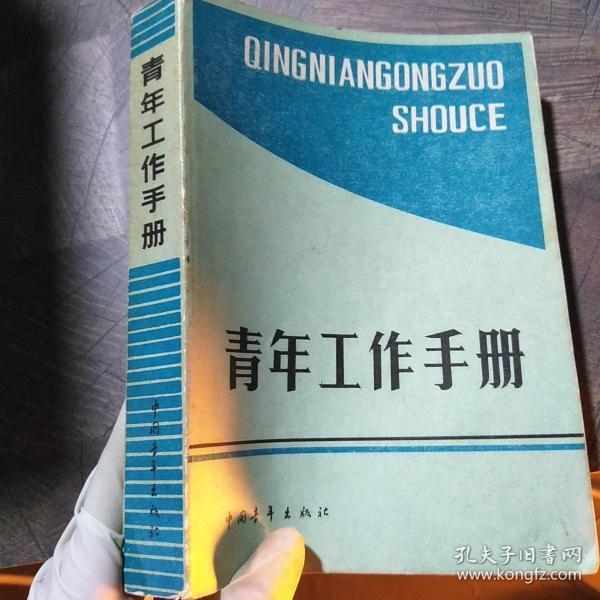 青年工作手册
中国青年出版社
QINGNIANGONGZUO
SHOUCE
青年工作手册
中国青年出版社
孔夫子旧书网
www.kongfz.com